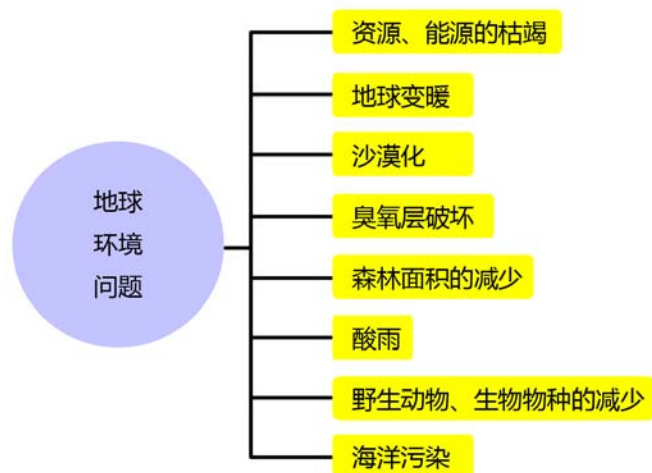 地球
环境
问题
资源、能源的枯竭
地球变暖
沙漠化
臭氧层破坏
森林面积的减少
酸雨
野生动物、生物物种的减少
海洋污染